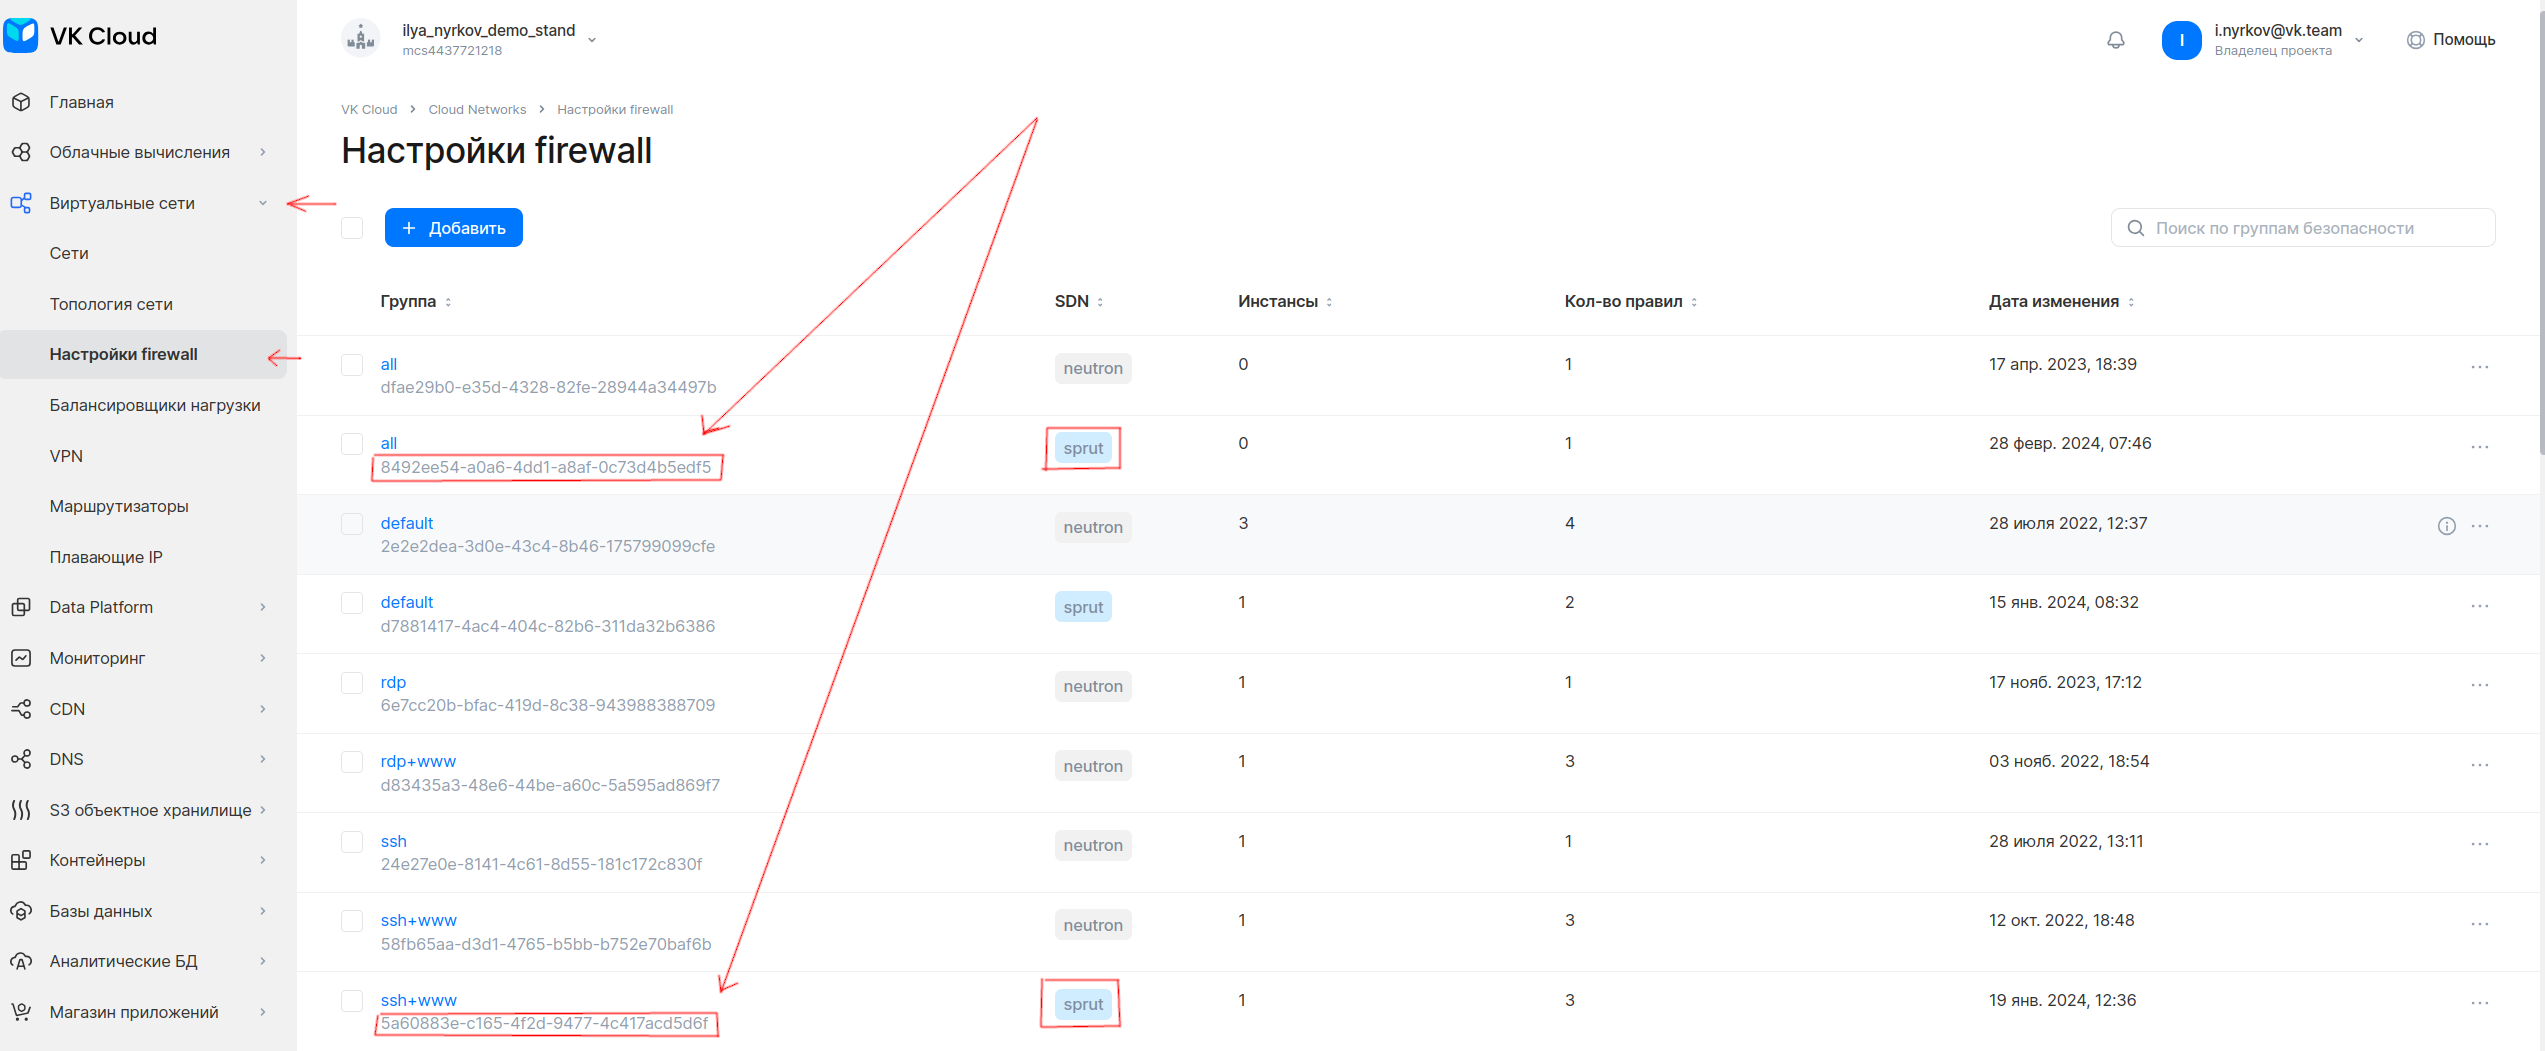 VK Cloud
ilya_nyrkov_demo_stand
mcs4437721218
I
i.nyrkov@vk.team
Владелец проекта
Помощь
Главная
Облачные вычисления
Виртуальные сети
Сети
Топология сети
Настройки firewall
Балансировщики нагрузки
VPN
Маршрутизаторы
Плавающие IP
Data Platform
Мониторинг
CDN
DNS
S3 объектное хранилище
Контейнеры
Базы данных
Аналитические БД
Магазин приложений
VK Cloud > Cloud Networks > Настройки firewall
Настройки firewall
+ Добавить
Поиск по группам безопасности
Группа SDN Инстансы Кол-во правил Дата изменения
all neutron 0 1 17 апр. 2023, 18:39
dfae29b0-e35d-4328-82fe-28944a34497b
all sprut 0 1 28 февр. 2024, 07:46
8492ee54-a0a6-4dd1-a8af-0c73d4b5edf5
default neutron 3 4 28 июля 2022, 12:37
2e2e2dea-3d0e-43c4-8b46-175799099cfe
default sprut 1 2 15 янв. 2024, 08:32
d7881417-4ac4-404c-82b6-311da32b6386
rdp neutron 1 1 17 нояб. 2023, 17:12
6e7cc20b-bfac-419d-8c38-943988388709
rdp+www neutron 1 3 03 нояб. 2022, 18:54
d83435a3-48e6-44be-a60c-5a595ad869f7
ssh neutron 1 1 28 июля 2022, 13:11
24e27e0e-8141-4c61-8d55-181c172c830f
ssh+www neutron 1 3 12 окт. 2022, 18:48
58fb65aa-d3d1-4765-b5bb-b752e70baf6b
ssh+www sprut 1 3 19 янв. 2024, 12:36
5a60883e-c165-4f2d-9477-4c417acd5d6f